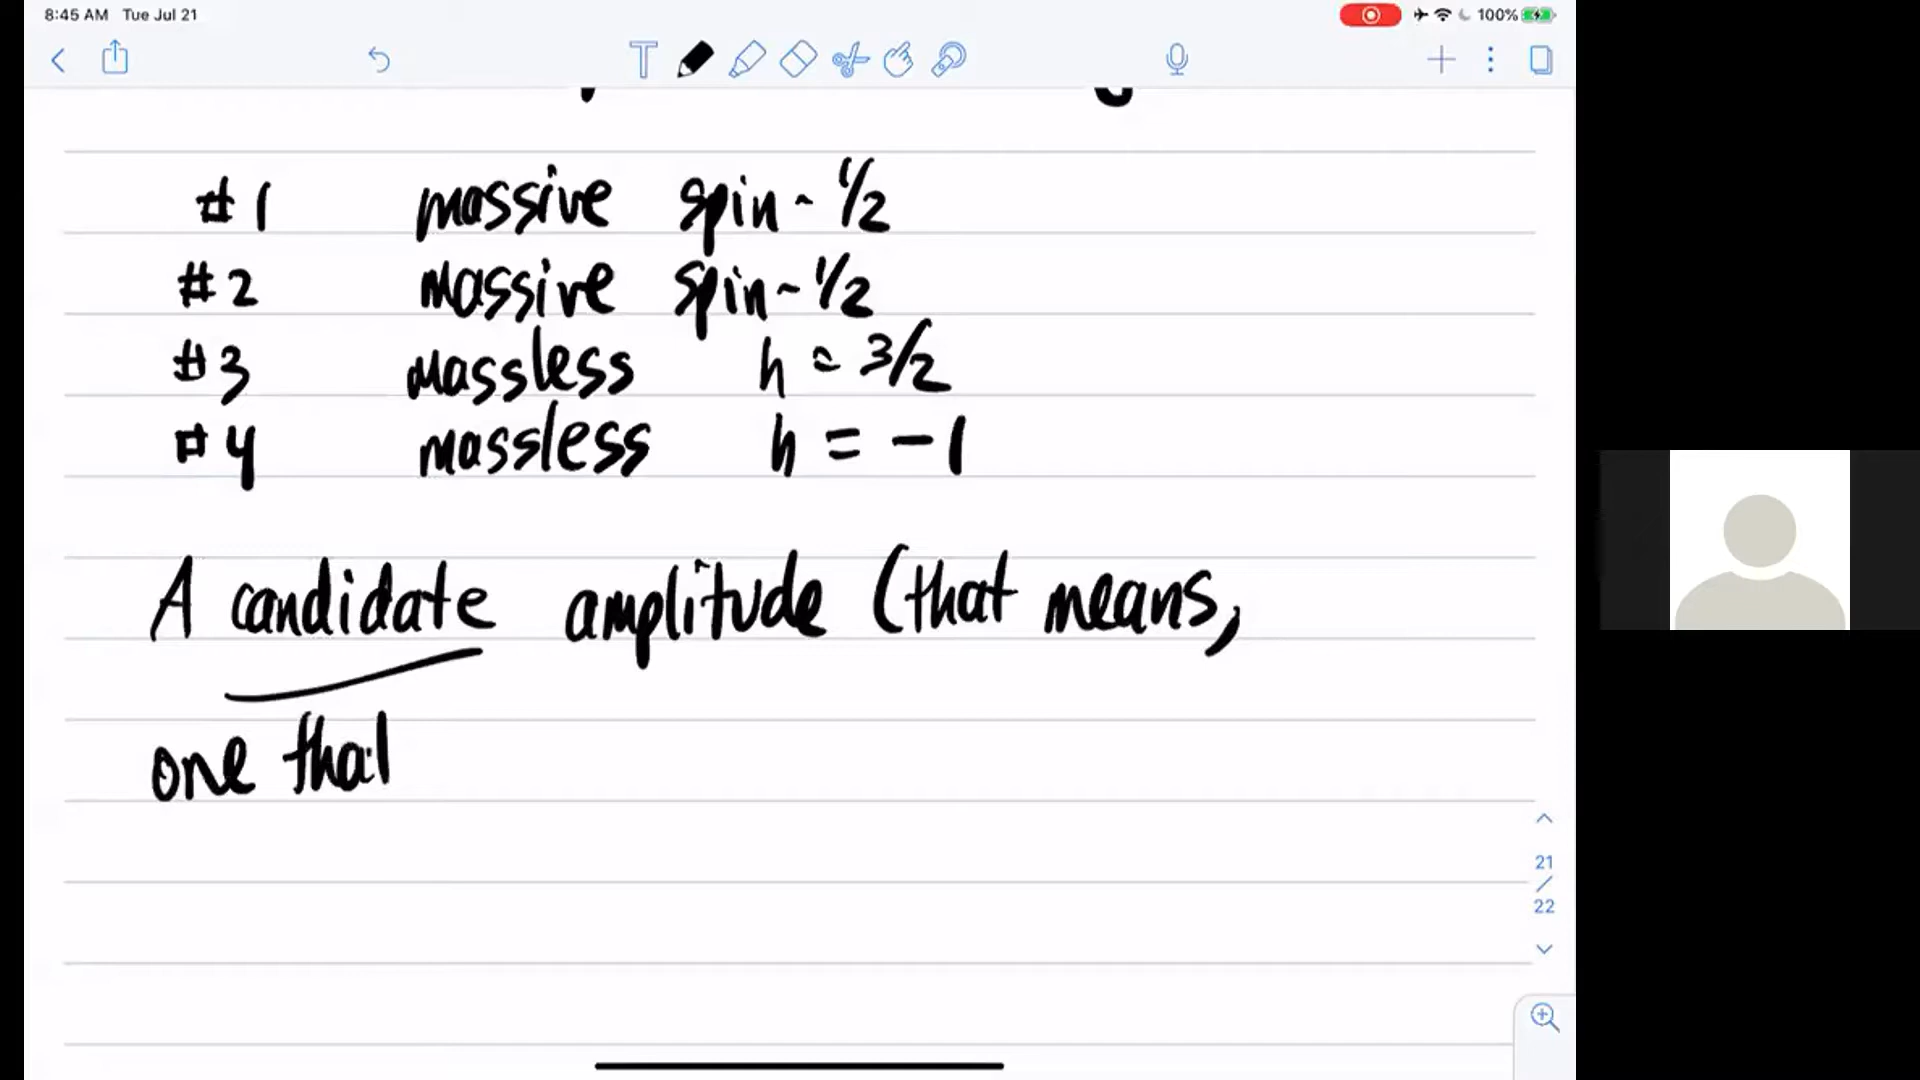 8:45 AM Tue Jul 21
100%
T
#1 massive spin-1/2
#2 massive spin-1/2
#3 massless h = 3/2
#4 massless h = -1
A candidate amplitude (that means,
one that
21
/
22